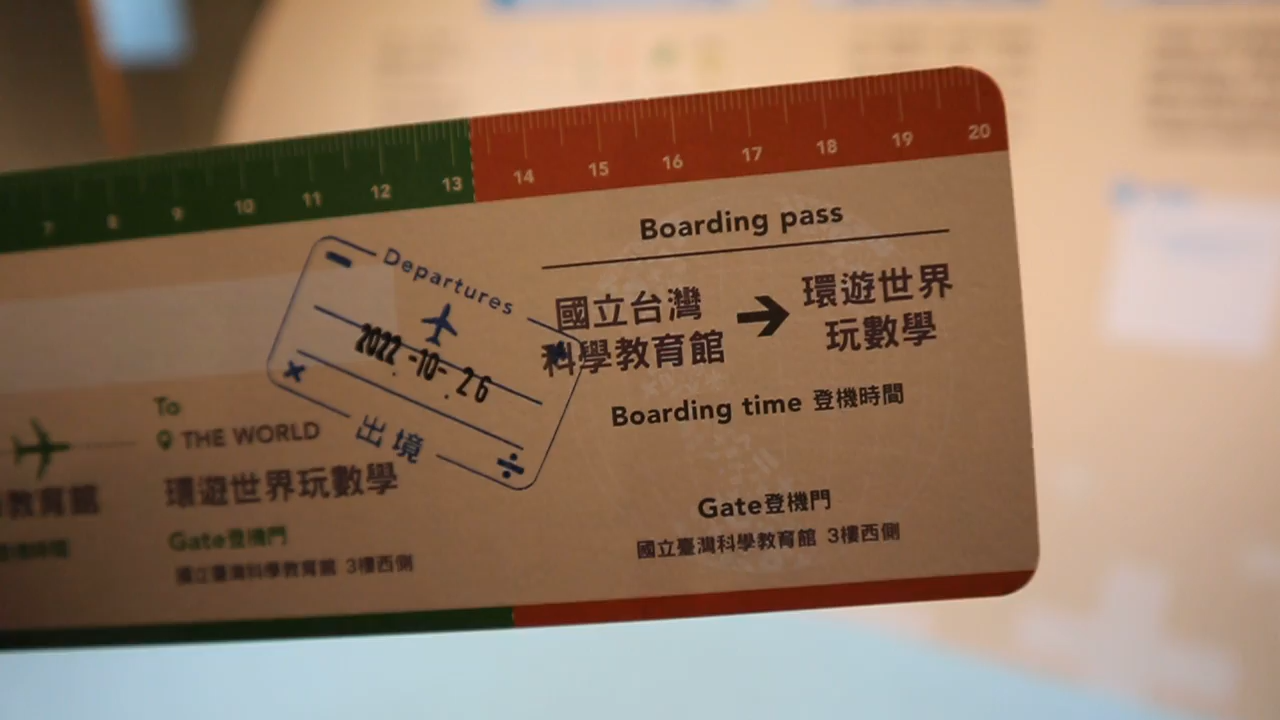 7 8 9 10 11 12 13 14 15 16 17 18 19 20
Boarding pass
國立台灣
科學教育館
環遊世界
玩數學
Boarding time 登機時間
Gate登機門
國立臺灣科學教育館 3樓西側
Departures
2022.-10-.26
出境
To
THE WORLD
環遊世界玩數學
Gate登機門
國立臺灣科學教育館 3樓西側
教育館